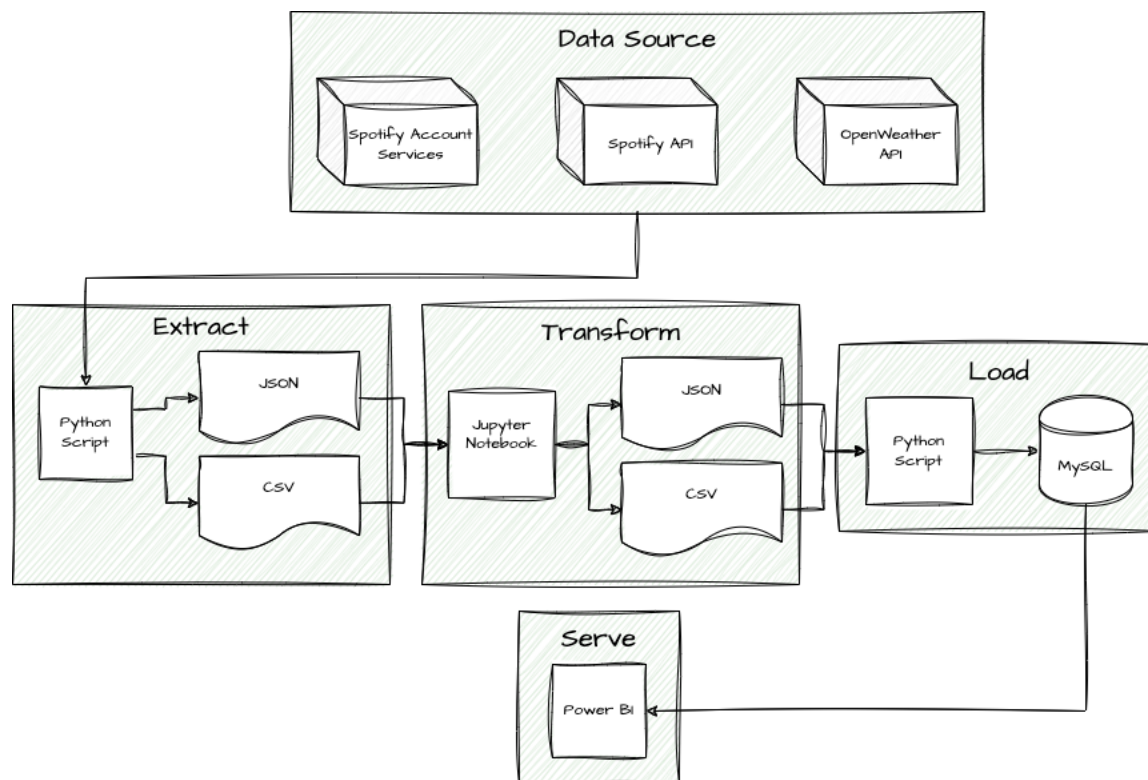 Data Source
Spotify Account
Services
Spotify API
OpenWeather
API
Extract
Python
Script
JSON
CSV
Transform
Jupyter
Notebook
JSON
CSV
Load
Python
Script
MySQL
Serve
Power BI